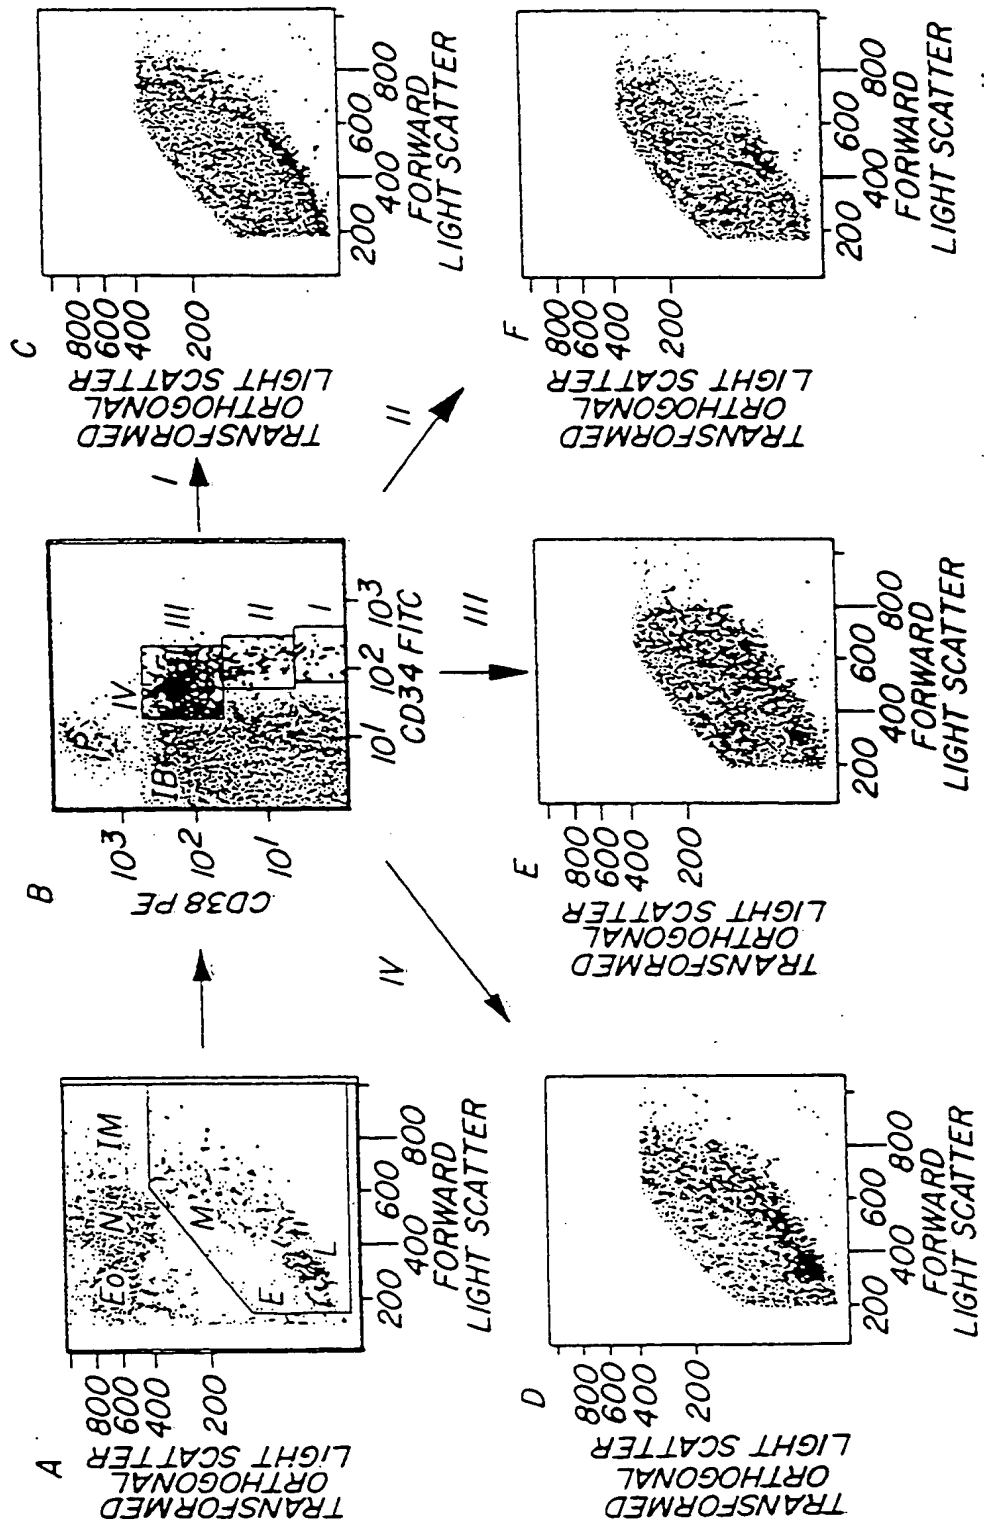 A
TRANSFORMED
ORTHOGONAL
LIGHT SCATTER
800
600
400
200
Eo
N
IM
M
E
L
200
400
600
800
FORWARD
LIGHT SCATTER
B
CD38 PE
10³
10²
10¹
P
IB
IV
III
II
I
10¹
10²
10³
CD34 FITC
I
II
III
IV
C
TRANSFORMED
ORTHOGONAL
LIGHT SCATTER
800
600
400
200
200
400
600
800
FORWARD
LIGHT SCATTER
D
TRANSFORMED
ORTHOGONAL
LIGHT SCATTER
800
600
400
200
200
400
600
800
FORWARD
LIGHT SCATTER
E
TRANSFORMED
ORTHOGONAL
LIGHT SCATTER
800
600
400
200
200
400
600
800
FORWARD
LIGHT SCATTER
F
TRANSFORMED
ORTHOGONAL
LIGHT SCATTER
800
600
400
200
200
400
600
800
FORWARD
LIGHT SCATTER